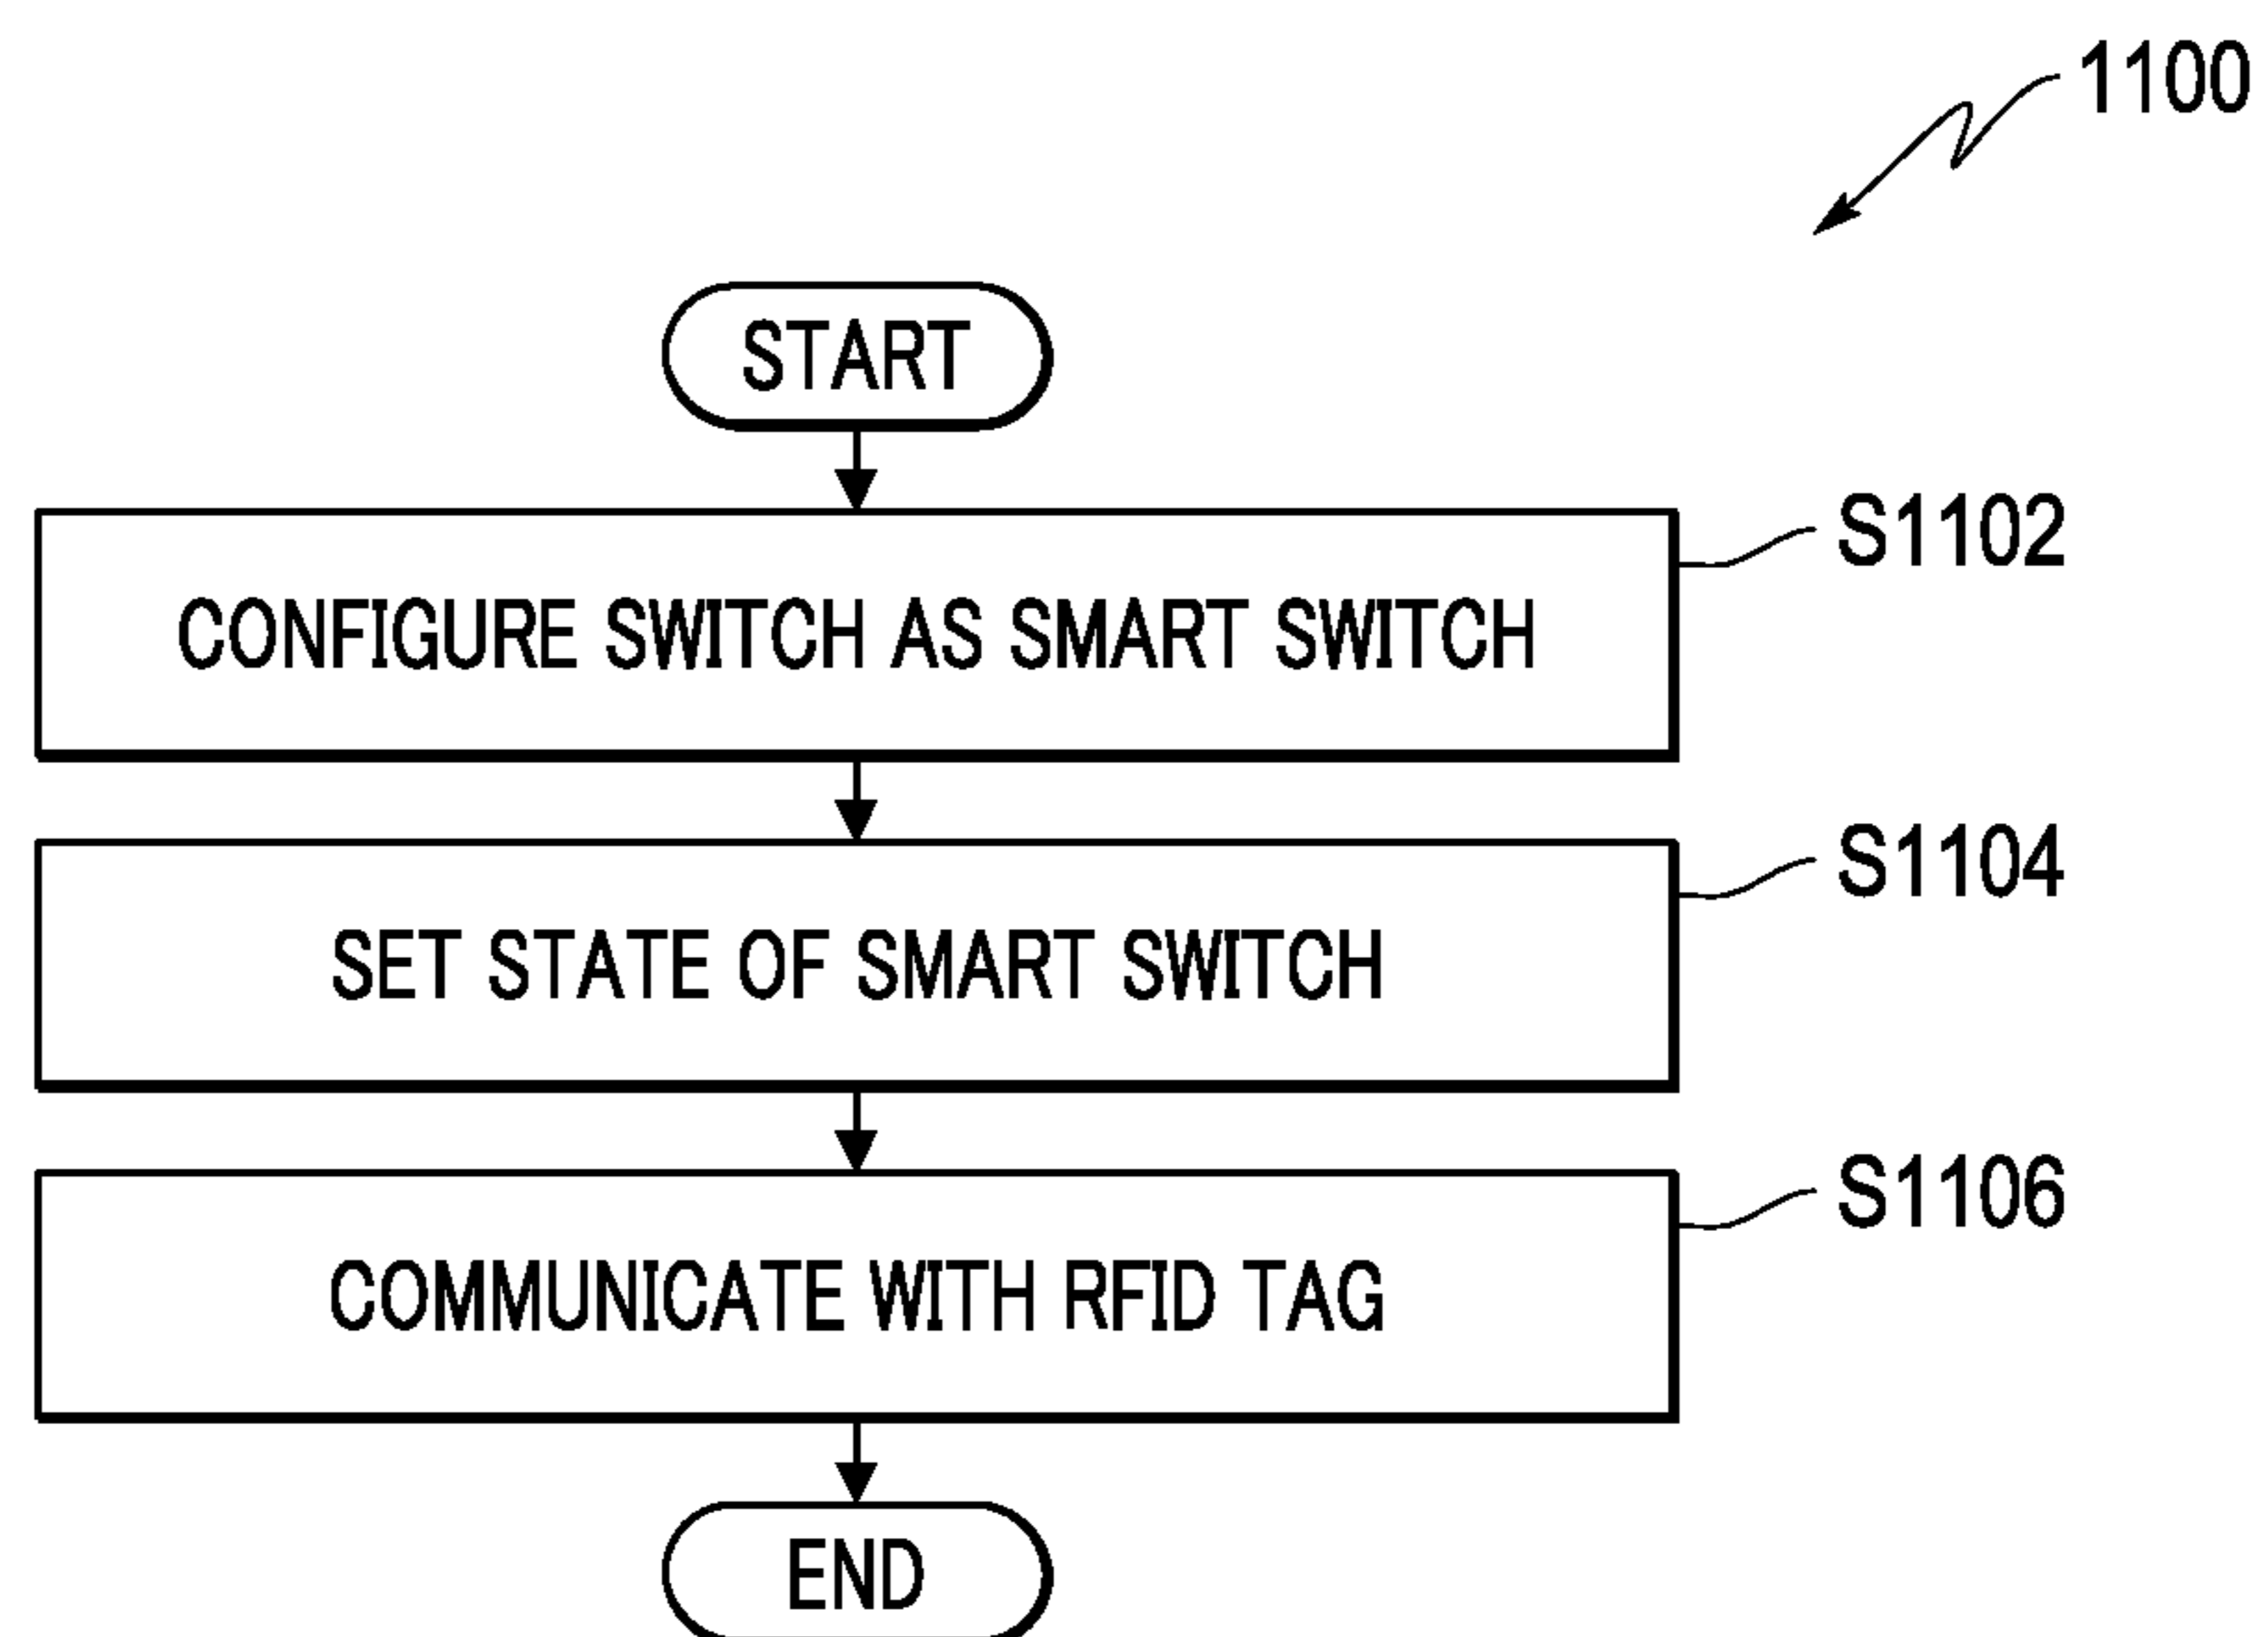 1100
START
S1102
CONFIGURE SWITCH AS SMART SWITCH
S1104
SET STATE OF SMART SWITCH
S1106
COMMUNICATE WITH RFID TAG
END